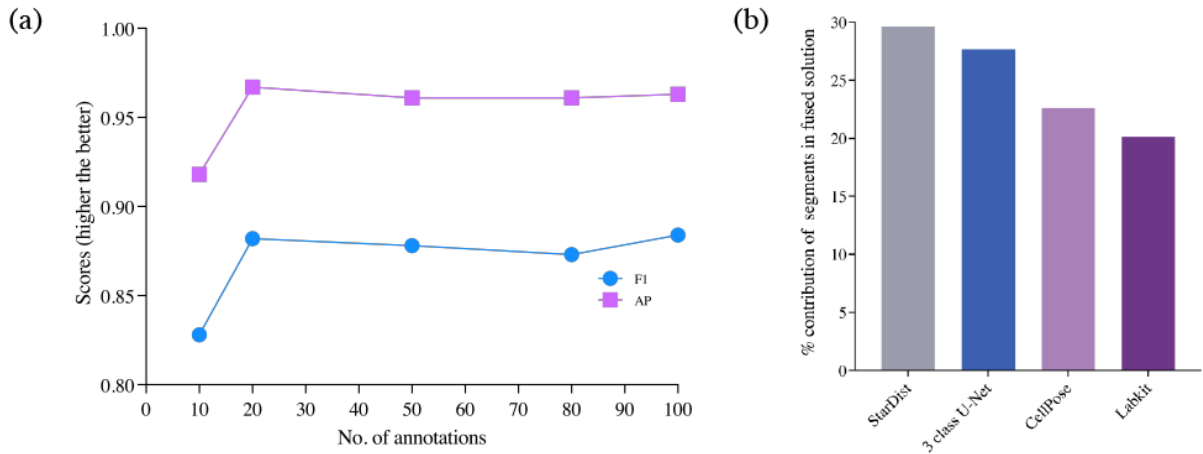 (a)
Scores (higher the better)
1.00
0.95
0.90
0.85
0.80
0 10 20 30 40 50 60 70 80 90 100
No. of annotations
F1
AP
(b)
% contribution of segments in fused solution
30
25
20
15
10
5
0
StarDist
3 class U-Net
CellPose
Labkit